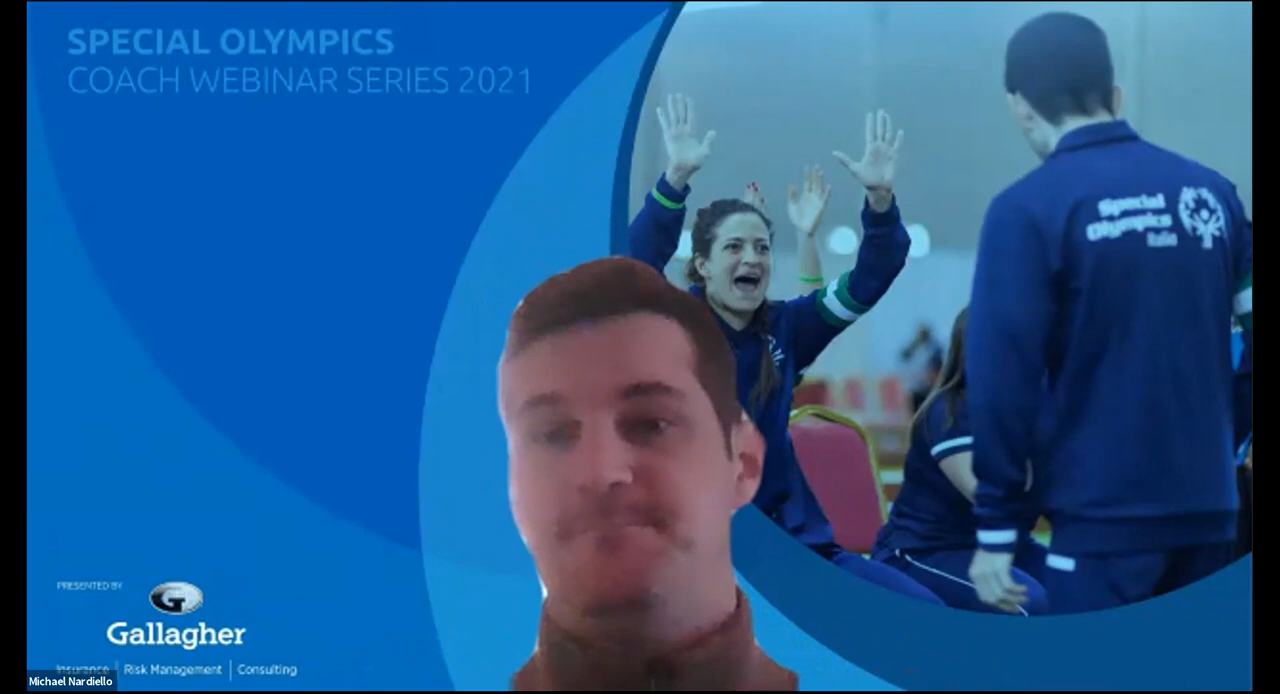 SPECIAL OLYMPICS
COACH WEBINAR SERIES 2021
Special
Olympics
Italia
PRESENTED BY
G
Gallagher
Insurance | Risk Management | Consulting
Michael Nardiello